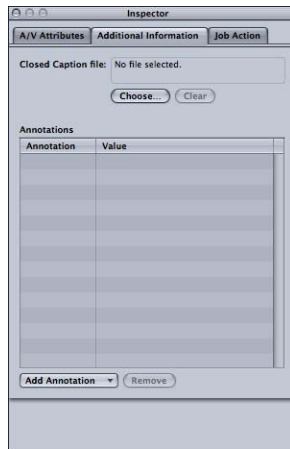 Inspector
A/V Attributes Additional Information Job Action
Closed Caption file: No file selected.
Choose... Clear
Annotations
Annotation Value
Add Annotation Remove